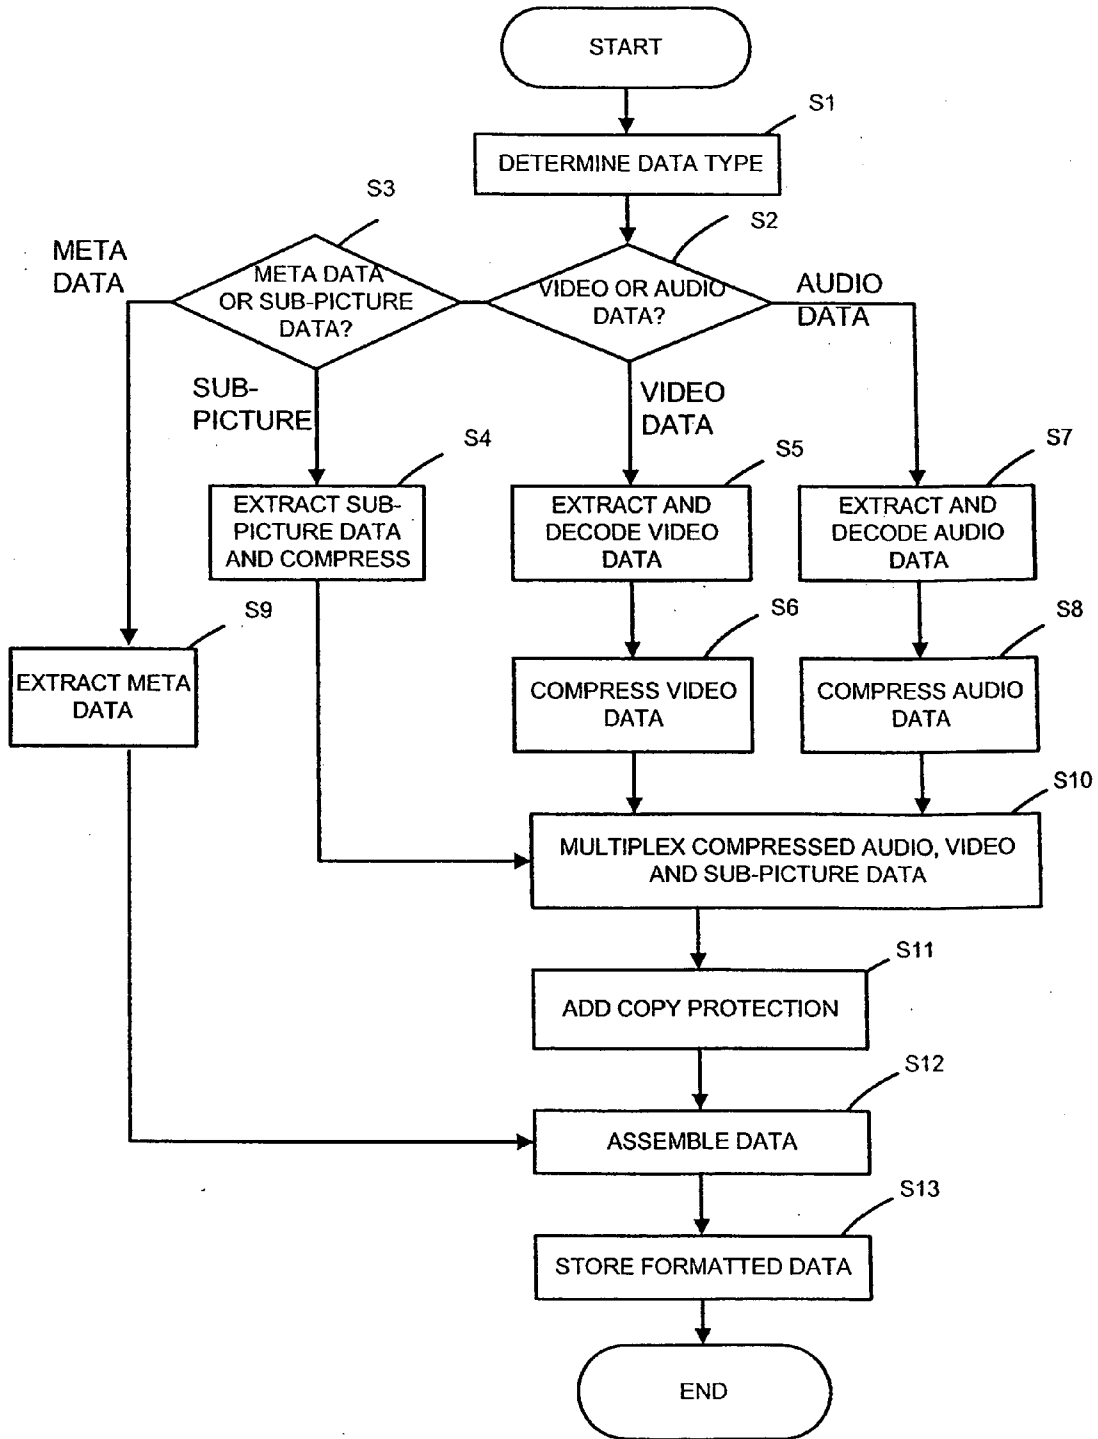 START
S1
DETERMINE DATA TYPE
S3
S2
META
DATA
META DATA
OR SUB-PICTURE
DATA?
VIDEO OR AUDIO
DATA?
AUDIO
DATA
SUB-
PICTURE
VIDEO
DATA
S4
S5
S7
EXTRACT SUB-
PICTURE DATA
AND COMPRESS
EXTRACT AND
DECODE VIDEO
DATA
EXTRACT AND
DECODE AUDIO
DATA
S9
S6
S8
EXTRACT META
DATA
COMPRESS VIDEO
DATA
COMPRESS AUDIO
DATA
S10
MULTIPLEX COMPRESSED AUDIO, VIDEO
AND SUB-PICTURE DATA
S11
ADD COPY PROTECTION
S12
ASSEMBLE DATA
S13
STORE FORMATTED DATA
END